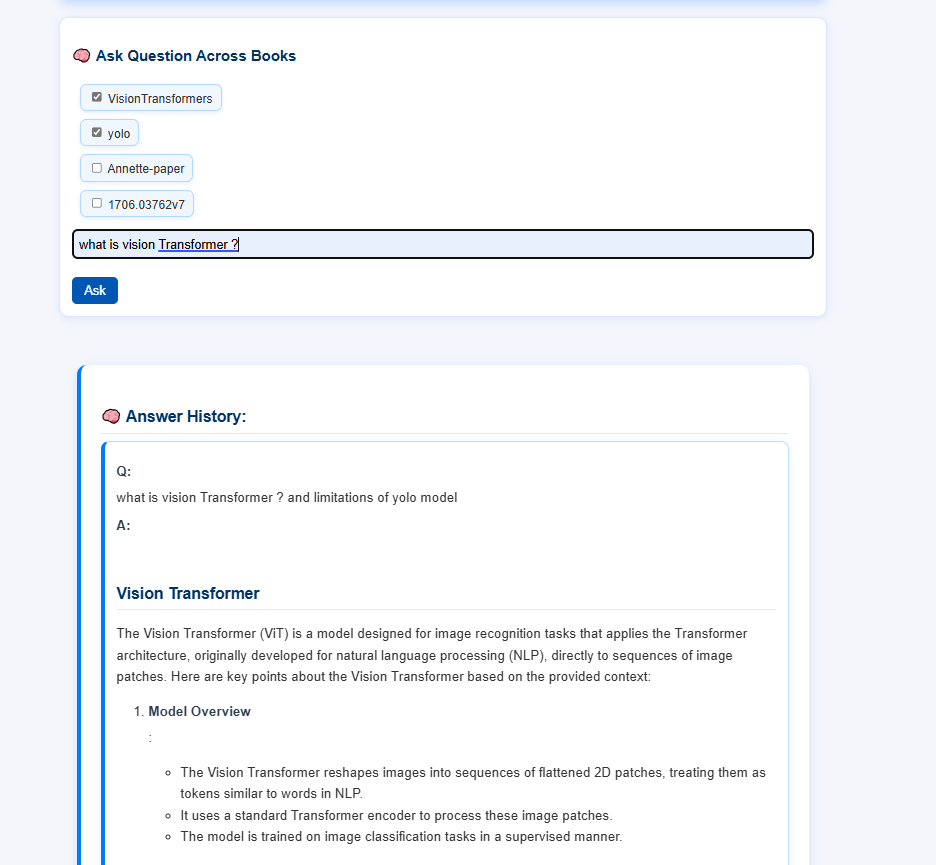 Ask Question Across Books
VisionTransformers
yolo
Annette-paper
1706.03762v7
what is vision Transformer ?
Ask
Answer History:
Q:
what is vision Transformer ? and limitations of yolo model
A:
Vision Transformer
The Vision Transformer (ViT) is a model designed for image recognition tasks that applies the Transformer
architecture, originally developed for natural language processing (NLP), directly to sequences of image
patches. Here are key points about the Vision Transformer based on the provided context:
1. Model Overview
:
The Vision Transformer reshapes images into sequences of flattened 2D patches, treating them as
tokens similar to words in NLP.
It uses a standard Transformer encoder to process these image patches.
The model is trained on image classification tasks in a supervised manner.